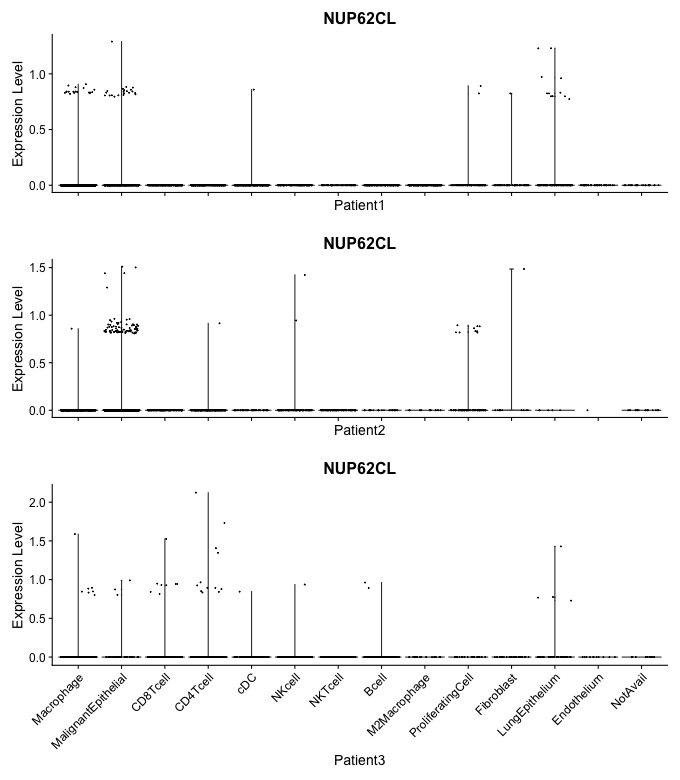 NUP62CL
Expression Level
1.0
0.5
0.0
Patient1
NUP62CL
Expression Level
1.5
1.0
0.5
0.0
Patient2
NUP62CL
Expression Level
2.0
1.5
1.0
0.5
0.0
Macrophage
MalignantEpithelial
CD8Tcell
CD4Tcell
cDC
NKcell
NKTcell
Bcell
M2Macrophage
ProliferatingCell
Fibroblast
LungEpithelium
Endothelium
NotAvail
Patient3